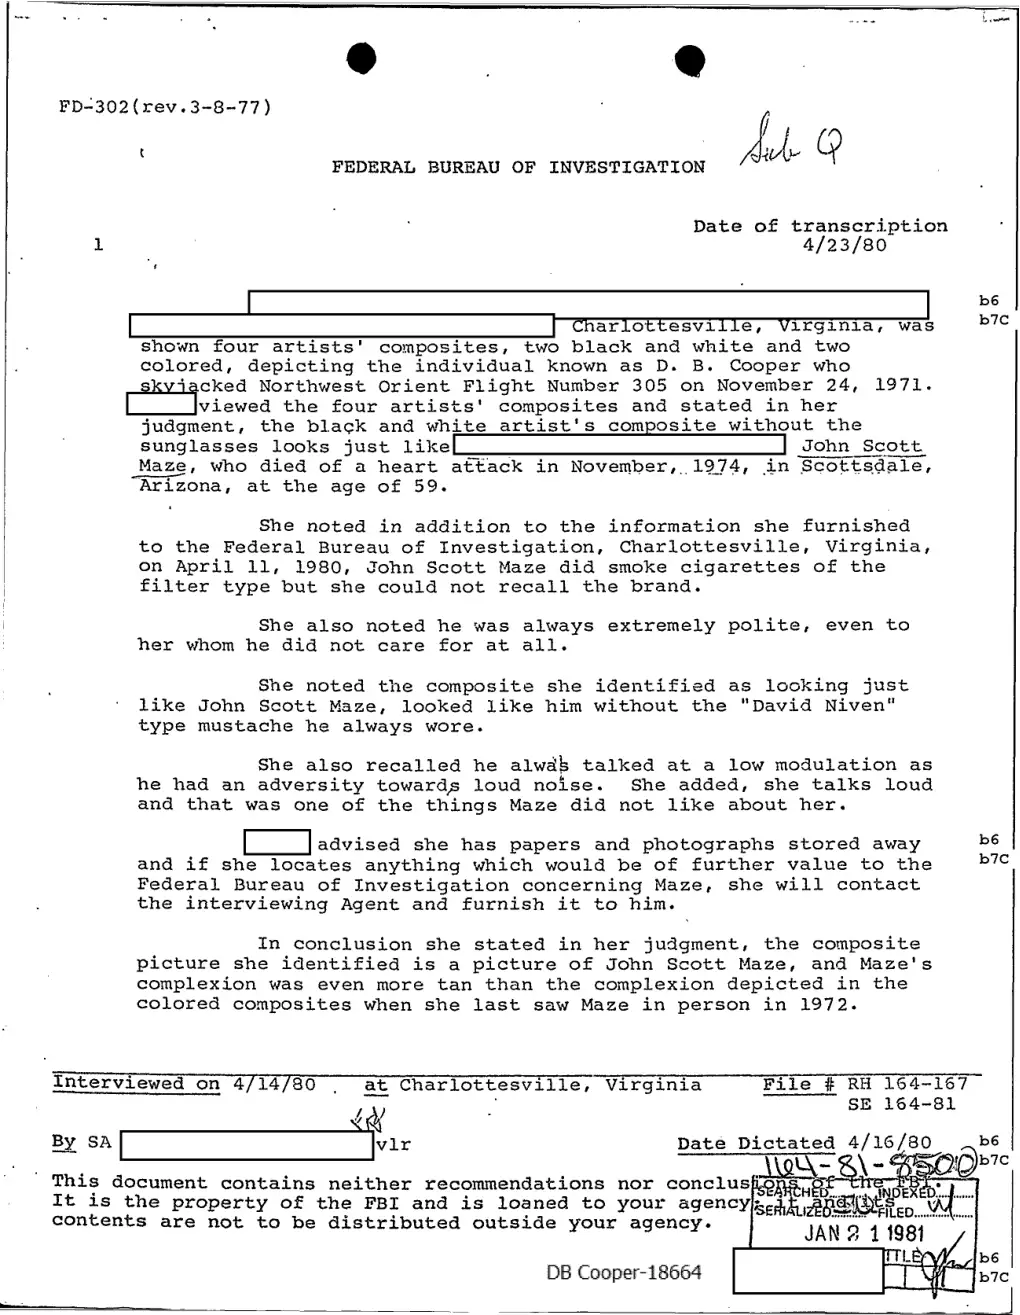 FD-302(rev.3-8-77)
Sub Q
FEDERAL BUREAU OF INVESTIGATION
Date of transcription
1 4/23/80
b6
b7C
Charlottesville, Virginia, was
shown four artists' composites, two black and white and two
colored, depicting the individual known as D. B. Cooper who
skyjacked Northwest Orient Flight Number 305 on November 24, 1971.
viewed the four artists' composites and stated in her
judgment, the black and white artist's composite without the
sunglasses looks just like John Scott
Maze, who died of a heart attack in November, 1974, in Scottsdale,
Arizona, at the age of 59.
She noted in addition to the information she furnished
to the Federal Bureau of Investigation, Charlottesville, Virginia,
on April 11, 1980, John Scott Maze did smoke cigarettes of the
filter type but she could not recall the brand.
She also noted he was always extremely polite, even to
her whom he did not care for at all.
She noted the composite she identified as looking just
like John Scott Maze, looked like him without the "David Niven"
type mustache he always wore.
She also recalled he talked at a low modulation as
he had an adversity towards loud noise. She added, she talks loud
and that was one of the things Maze did not like about her.
advised she has papers and photographs stored away b6
and if she locates anything which would be of further value to the b7C
Federal Bureau of Investigation concerning Maze, she will contact
the interviewing Agent and furnish it to him.
In conclusion she stated in her judgment, the composite
picture she identified is a picture of John Scott Maze, and Maze's
complexion was even more tan than the complexion depicted in the
colored composites when she last saw Maze in person in 1972.
Interviewed on 4/14/80 at Charlottesville, Virginia File # RH 164-167
SE 164-81
By SA vlr Date Dictated 4/16/80 b6
b7C
164-81-8500
This document contains neither recommendations nor conclusions of the FBI.
It is the property of the FBI and is loaned to your agency; it and its
contents are not to be distributed outside your agency.
SEARCHED INDEXED
SERIALIZED FILED
JAN 21 1981
TTLE
b6
b7C
DB Cooper-18664